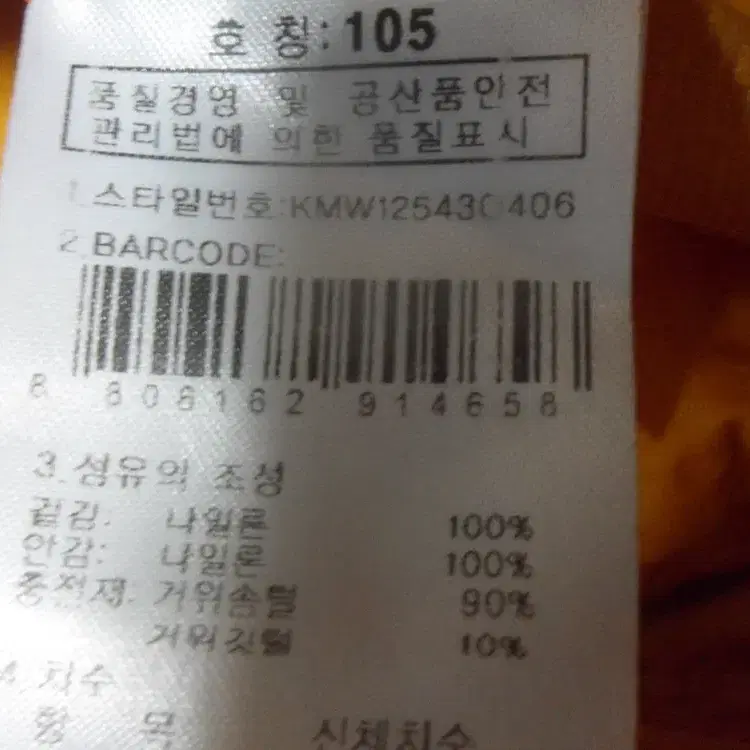 호 칭:105
품질경영 및 공산품안전
관리법에 의한 품질표시
1.스타일번호:KMW125430406
2.BARCODE:
8 806162 914658
3.섬유의 조성
겉감: 나일론 100%
안감: 나일론 100%
충전재: 거위솜털 90%
거위깃털 10%
4.치수
항 목 신체치수